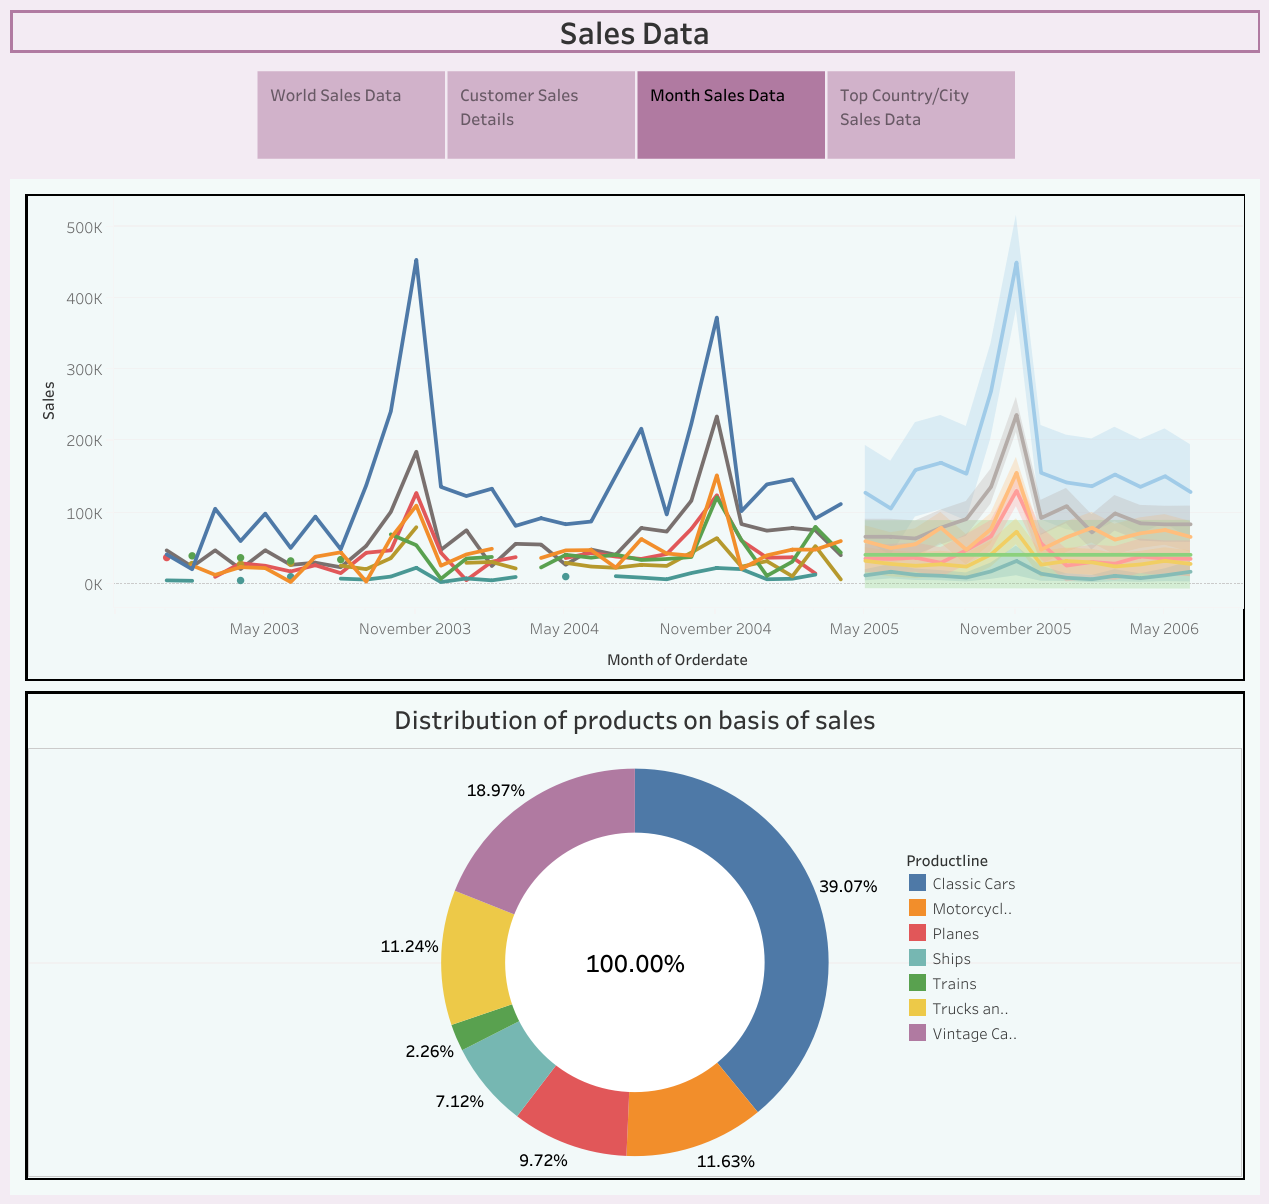 Sales Data
World Sales Data
Customer Sales
Details
Month Sales Data
Top Country/City
Sales Data
500K
400K
300K
200K
100K
0K
Sales
May 2003
November 2003
May 2004
November 2004
May 2005
November 2005
May 2006
Month of Orderdate
Distribution of products on basis of sales
18.97%
39.07%
11.24%
100.00%
2.26%
7.12%
9.72%
11.63%
Productline
Classic Cars
Motorcycl..
Planes
Ships
Trains
Trucks an..
Vintage Ca..